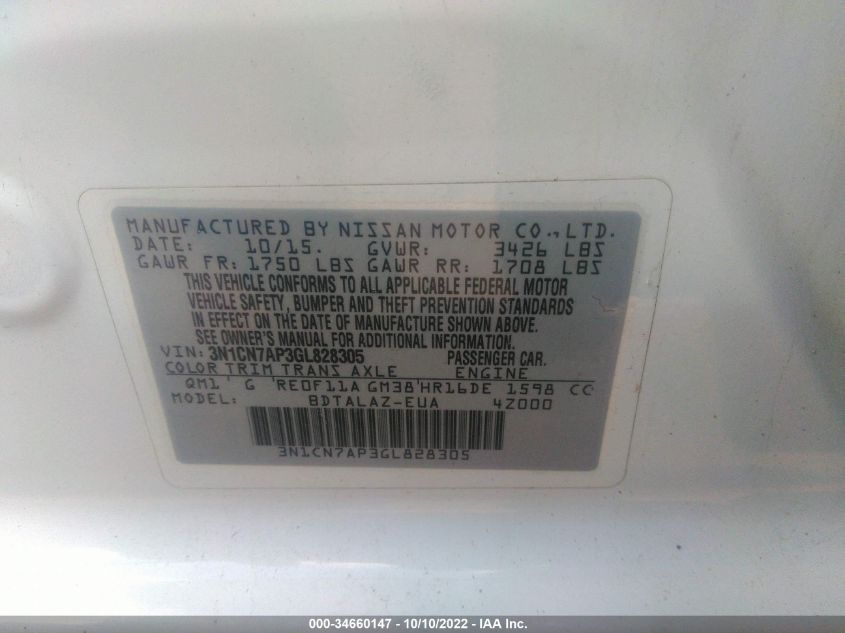 MANUFACTURED BY NISSAN MOTOR CO., LTD.
DATE: 10/15. GVWR: 3426 LBS
GAWR FR: 1750 LBS GAWR RR: 1708 LBS
THIS VEHICLE CONFORMS TO ALL APPLICABLE FEDERAL MOTOR
VEHICLE SAFETY, BUMPER AND THEFT PREVENTION STANDARDS
IN EFFECT ON THE DATE OF MANUFACTURE SHOWN ABOVE.
SEE OWNER'S MANUAL FOR ADDITIONAL INFORMATION.
VIN: 3N1CN7AP3GL828305 PASSENGER CAR.
COLOR TRIM TRANS AXLE ENGINE
QM1 ' G 'RE0F11A GM38'HR16DE 1598 CC
MODEL: BDTALAZ-EUA 4Z000
3N1CN7AP3GL828305
000-34660147 - 10/10/2022 - IAA Inc.